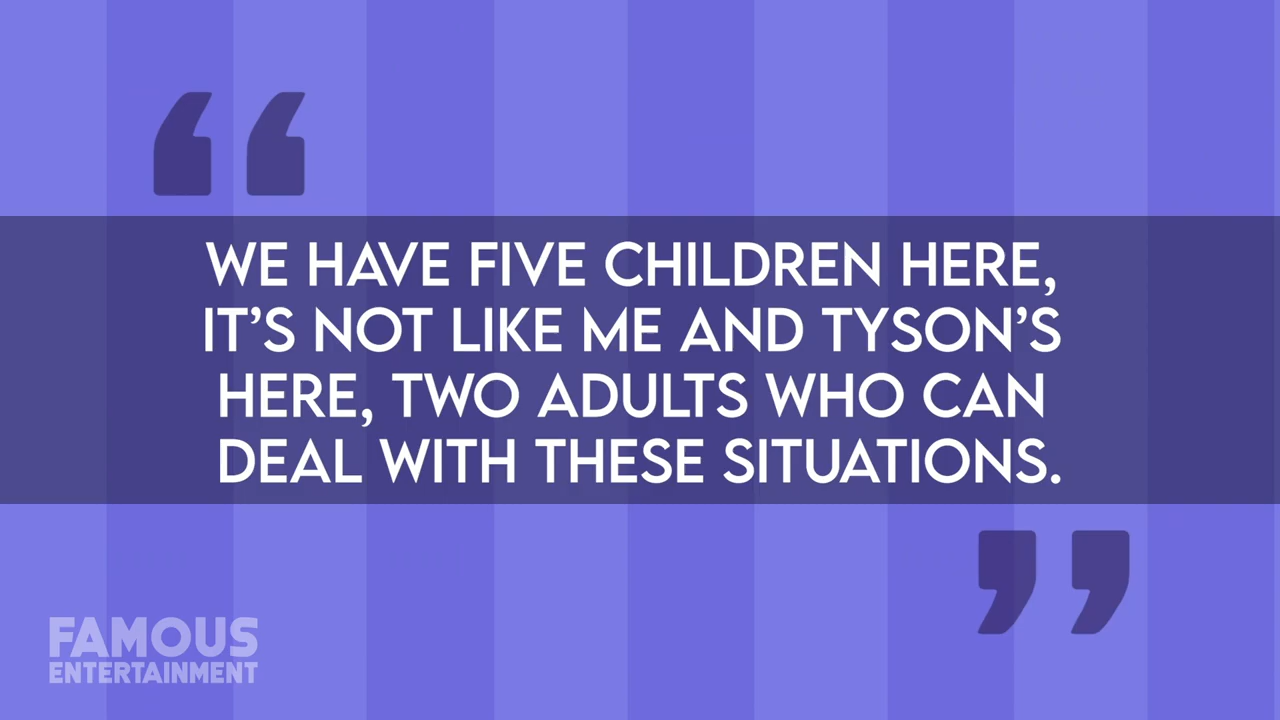 “
WE HAVE FIVE CHILDREN HERE,
IT’S NOT LIKE ME AND TYSON’S
HERE, TWO ADULTS WHO CAN
DEAL WITH THESE SITUATIONS.
”
FAMOUS
ENTERTAINMENT